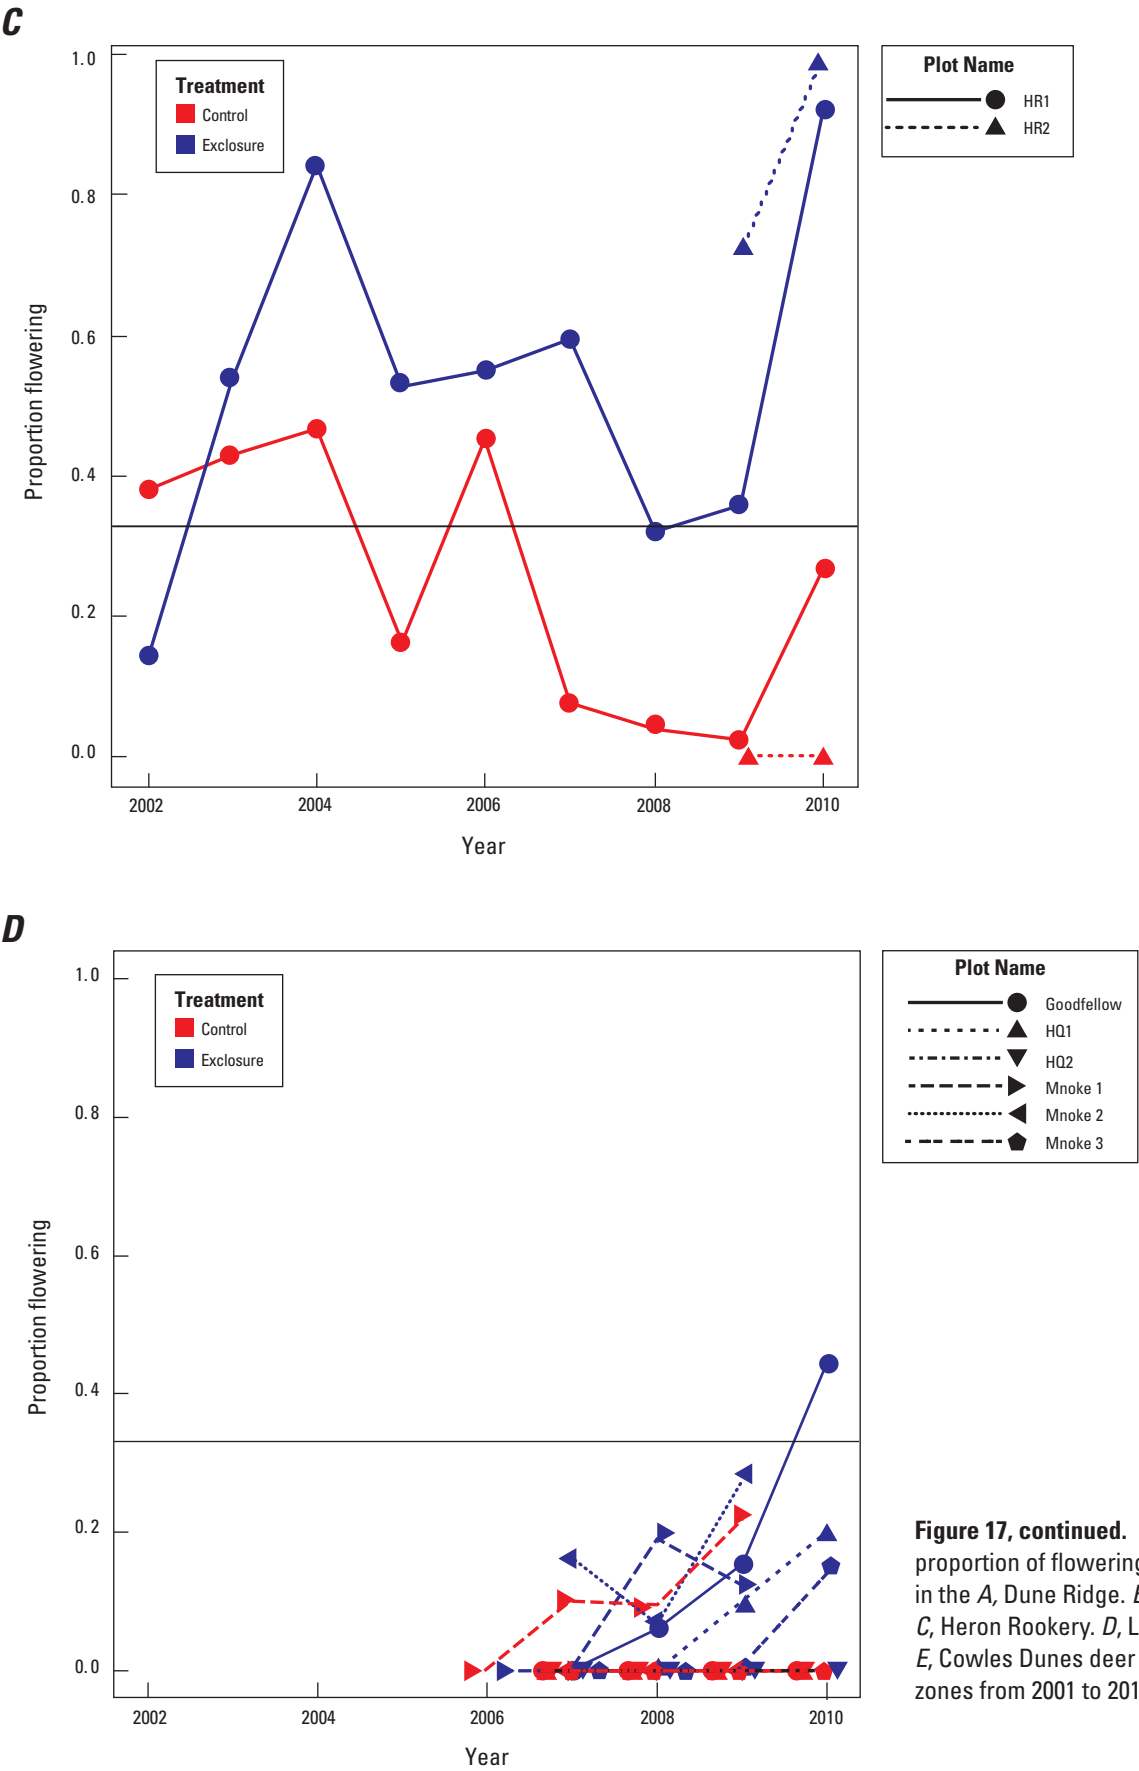 C
1.0
0.8
0.6
0.4
0.2
0.0
Proportion flowering
Treatment
Control
Exclosure
Plot Name
HR1
HR2
2002
2004
2006
2008
2010
Year
D
1.0
0.8
0.6
0.4
0.2
0.0
Proportion flowering
Treatment
Control
Exclosure
Plot Name
Goodfellow
HQ1
HQ2
Mnoke 1
Mnoke 2
Mnoke 3
2002
2004
2006
2008
2010
Year
Figure 17, continued.
proportion of flowering
in the A, Dune Ridge.
C, Heron Rookery. D, L
E, Cowles Dunes deer
zones from 2001 to 201